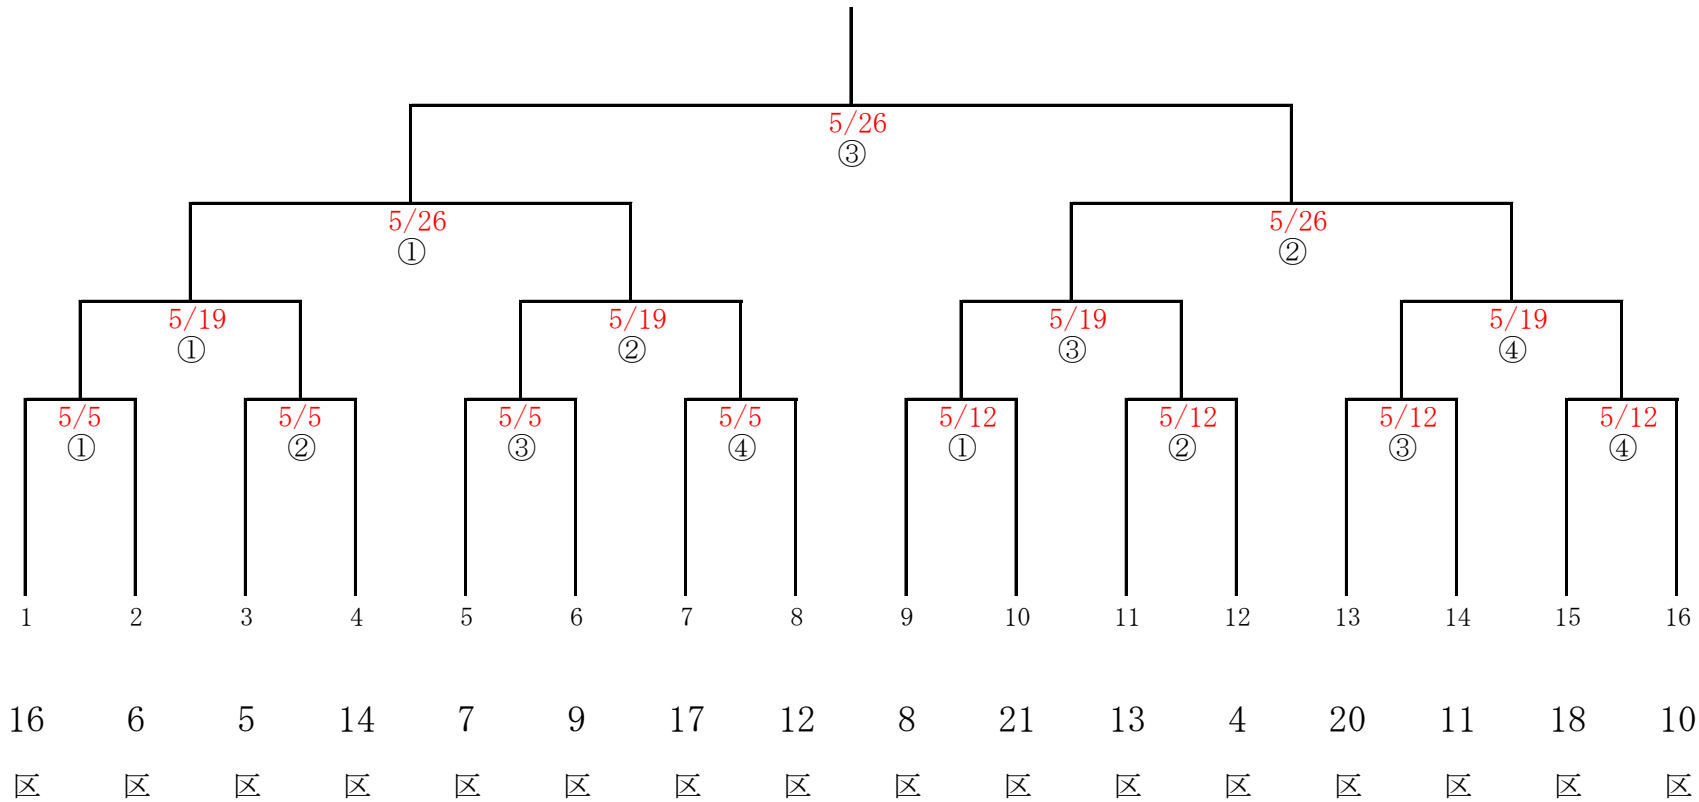 5/26
③
5/26 5/26
① ②
5/19 5/19 5/19 5/19
① ② ③ ④
5/5 5/5 5/5 5/5 5/12 5/12 5/12 5/12
① ② ③ ④ ① ② ③ ④
1 2 3 4 5 6 7 8 9 10 11 12 13 14 15 16
16 6 5 14 7 9 17 12 8 21 13 4 20 11 18 10
区 区 区 区 区 区 区 区 区 区 区 区 区 区 区 区